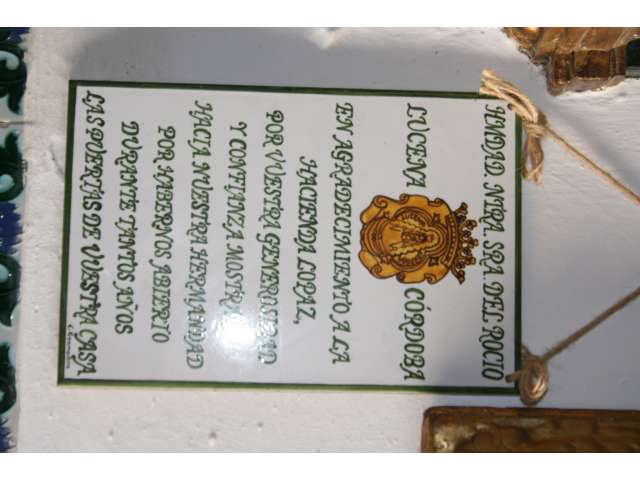 HMDAD. NTRA. SRA. DEL ROCIO
LUCENA CÓRDOBA
EN AGRADECIMIENTO A LA
HACIENDA LOPAZ,
POR VUESTRA GENEROSIDAD
Y CONFIANZA MOSTRADA
HACIA NUESTRA HERMANDAD
POR HABERNOS ABIERTO
DURANTE TANTOS AÑOS
LAS PUERTAS DE VUESTRA CASA